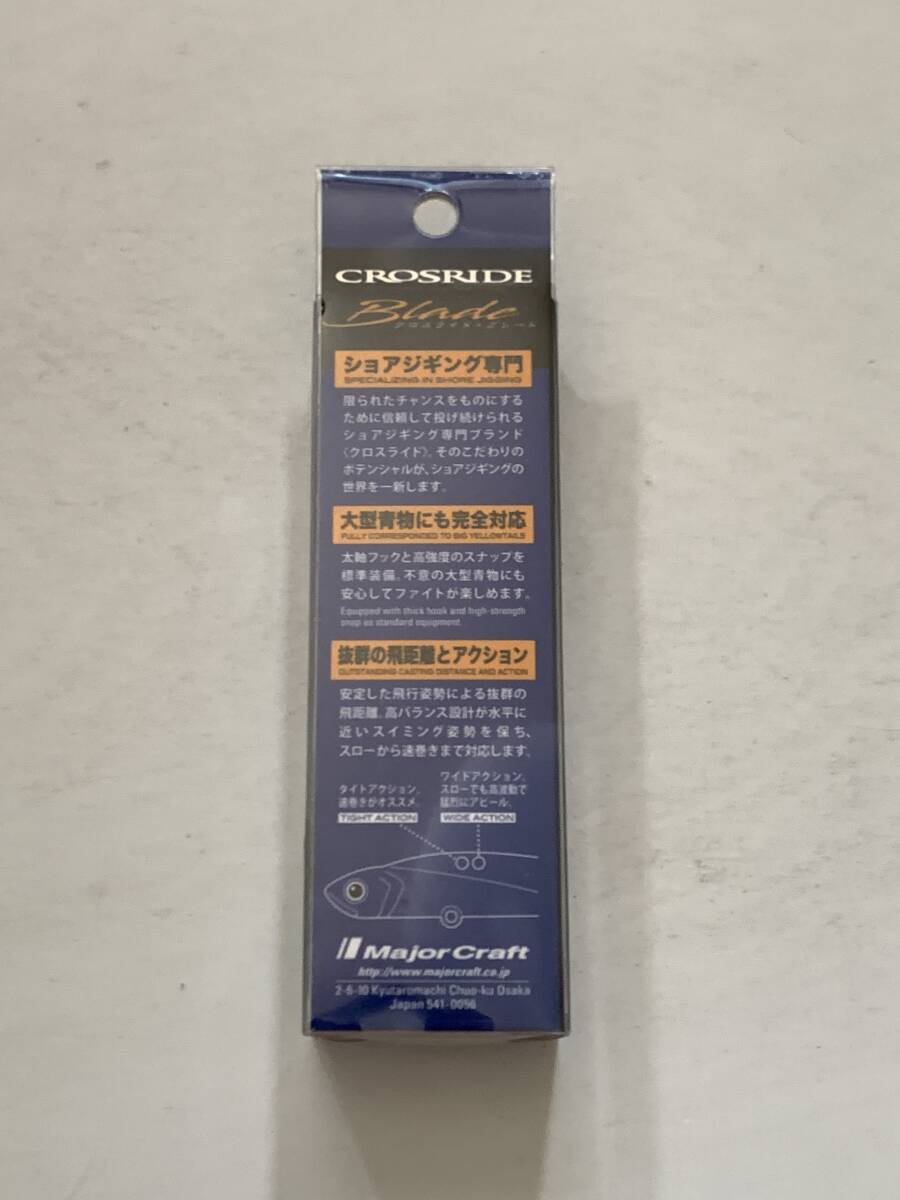 CROSRIDE
Blade
クロスライド・ブレード
ショアジギング専門
SPECIALIZING IN SHORE JIGGING
限られたチャンスをものにする
ために信頼して投げ続けられる
ショアジギング専門ブランド
〈クロスライド〉。そのこだわりの
ポテンシャルが、ショアジギングの
世界を一新します。
大型青物にも完全対応
FULLY CORRESPONDED TO BIG YELLOWTAILS
太軸フックと高強度のスナップを
標準装備。不意の大型青物にも
安心してファイトが楽しめます。
Equipped with thick hook and high-strength
snap as standard equipment.
抜群の飛距離とアクション
OUTSTANDING CASTING DISTANCE AND ACTION
安定した飛行姿勢による抜群の
飛距離。高バランス設計が水平に
近いスイミング姿勢を保ち、
スローから速巻きまで対応します。
タイトアクション。
速巻きがオススメ。
TIGHT ACTION
ワイドアクション。
スローでも高波動で
猛烈にアピール。
WIDE ACTION
Major Craft
http://www.majorcraft.co.jp
2-6-10 Kyutaromachi Chuo-ku Osaka
Japan 541-0056